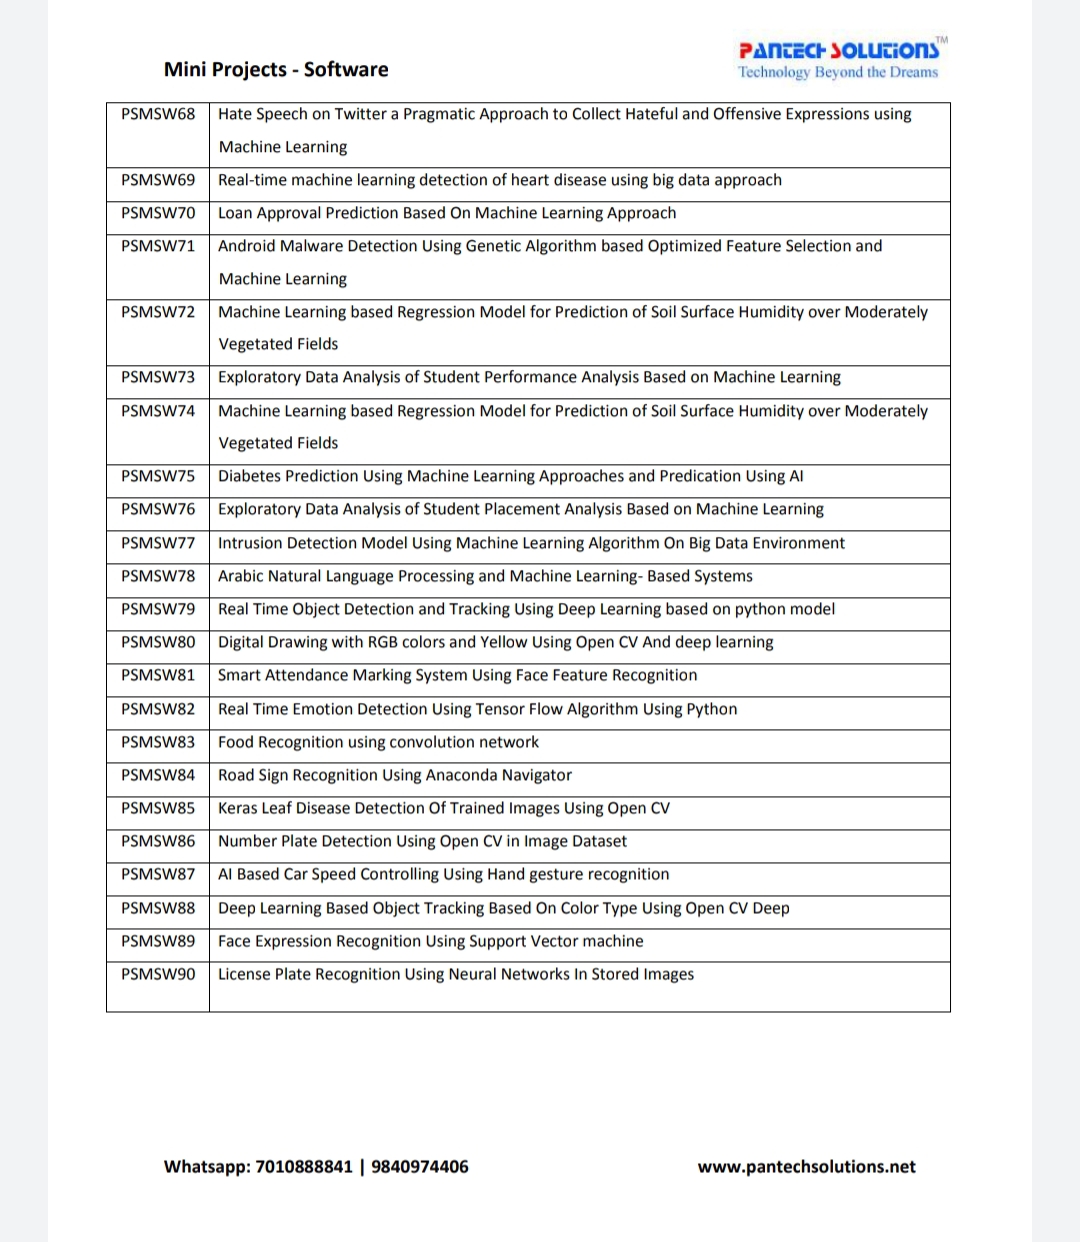 Mini Projects - Software
PANTECH SOLUTIONS TM
Technology Beyond the Dreams
PSMSW68 Hate Speech on Twitter a Pragmatic Approach to Collect Hateful and Offensive Expressions using
Machine Learning
PSMSW69 Real-time machine learning detection of heart disease using big data approach
PSMSW70 Loan Approval Prediction Based On Machine Learning Approach
PSMSW71 Android Malware Detection Using Genetic Algorithm based Optimized Feature Selection and
Machine Learning
PSMSW72 Machine Learning based Regression Model for Prediction of Soil Surface Humidity over Moderately
Vegetated Fields
PSMSW73 Exploratory Data Analysis of Student Performance Analysis Based on Machine Learning
PSMSW74 Machine Learning based Regression Model for Prediction of Soil Surface Humidity over Moderately
Vegetated Fields
PSMSW75 Diabetes Prediction Using Machine Learning Approaches and Predication Using AI
PSMSW76 Exploratory Data Analysis of Student Placement Analysis Based on Machine Learning
PSMSW77 Intrusion Detection Model Using Machine Learning Algorithm On Big Data Environment
PSMSW78 Arabic Natural Language Processing and Machine Learning- Based Systems
PSMSW79 Real Time Object Detection and Tracking Using Deep Learning based on python model
PSMSW80 Digital Drawing with RGB colors and Yellow Using Open CV And deep learning
PSMSW81 Smart Attendance Marking System Using Face Feature Recognition
PSMSW82 Real Time Emotion Detection Using Tensor Flow Algorithm Using Python
PSMSW83 Food Recognition using convolution network
PSMSW84 Road Sign Recognition Using Anaconda Navigator
PSMSW85 Keras Leaf Disease Detection Of Trained Images Using Open CV
PSMSW86 Number Plate Detection Using Open CV in Image Dataset
PSMSW87 AI Based Car Speed Controlling Using Hand gesture recognition
PSMSW88 Deep Learning Based Object Tracking Based On Color Type Using Open CV Deep
PSMSW89 Face Expression Recognition Using Support Vector machine
PSMSW90 License Plate Recognition Using Neural Networks In Stored Images
Whatsapp: 7010888841 | 9840974406
www.pantechsolutions.net